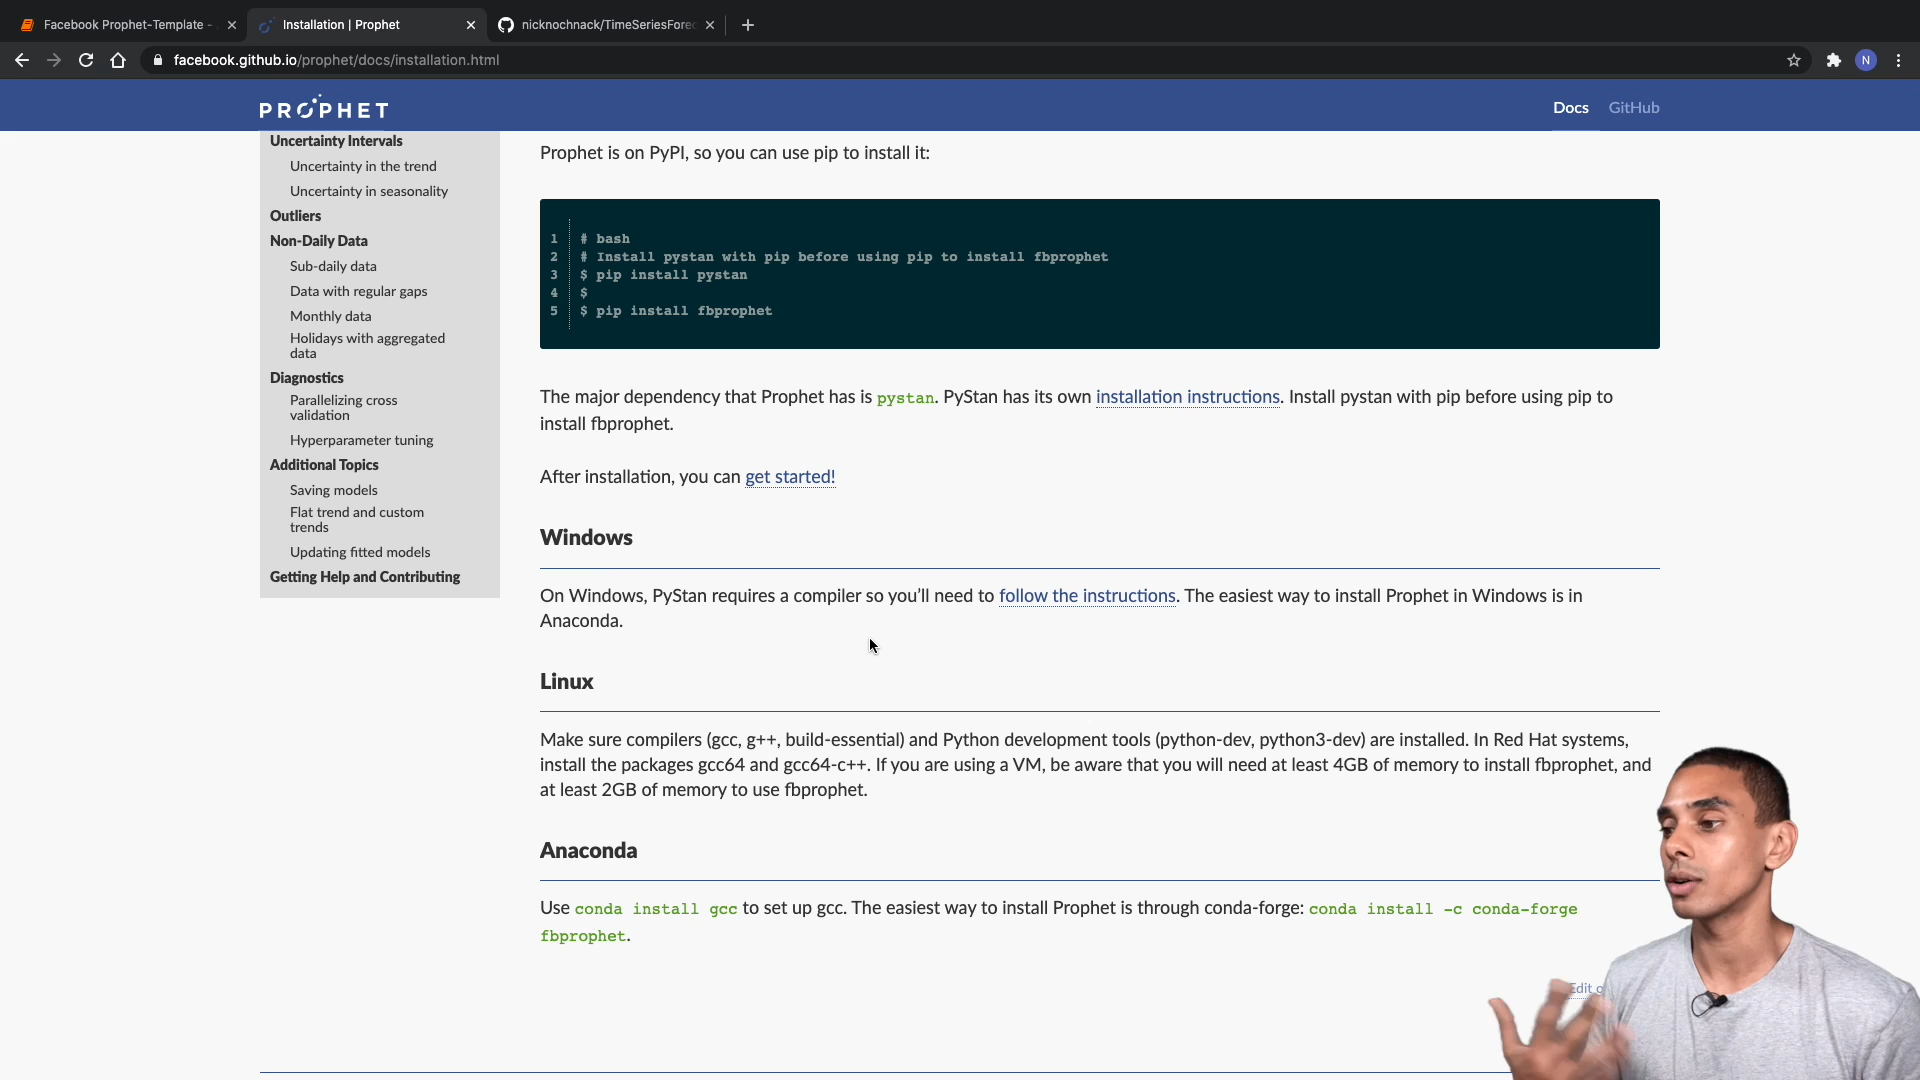 Facebook Prophet-Template -
Installation | Prophet
nicknochnack/TimeSeriesForec
facebook.github.io/prophet/docs/installation.html
N
PROPHET
Docs
GitHub
Uncertainty Intervals
Uncertainty in the trend
Uncertainty in seasonality
Outliers
Non-Daily Data
Sub-daily data
Data with regular gaps
Monthly data
Holidays with aggregated
data
Diagnostics
Parallelizing cross
validation
Hyperparameter tuning
Additional Topics
Saving models
Flat trend and custom
trends
Updating fitted models
Getting Help and Contributing
Prophet is on PyPI, so you can use pip to install it:
1 # bash
2 # Install pystan with pip before using pip to install fbprophet
3 $ pip install pystan
4 $
5 $ pip install fbprophet
The major dependency that Prophet has is pystan. PyStan has its own installation instructions. Install pystan with pip before using pip to
install fbprophet.
After installation, you can get started!
Windows
On Windows, PyStan requires a compiler so you’ll need to follow the instructions. The easiest way to install Prophet in Windows is in
Anaconda.
Linux
Make sure compilers (gcc, g++, build-essential) and Python development tools (python-dev, python3-dev) are installed. In Red Hat systems,
install the packages gcc64 and gcc64-c++. If you are using a VM, be aware that you will need at least 4GB of memory to install fbprophet, and
at least 2GB of memory to use fbprophet.
Anaconda
Use conda install gcc to set up gcc. The easiest way to install Prophet is through conda-forge: conda install -c conda-forge
fbprophet.
Edit